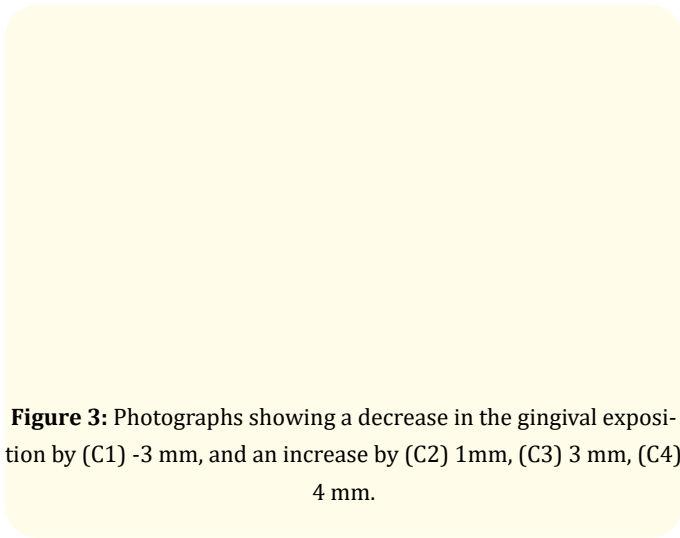 Figure 3: Photographs showing a decrease in the gingival exposi-
tion by (C1) -3 mm, and an increase by (C2) 1mm, (C3) 3 mm, (C4)
4 mm.